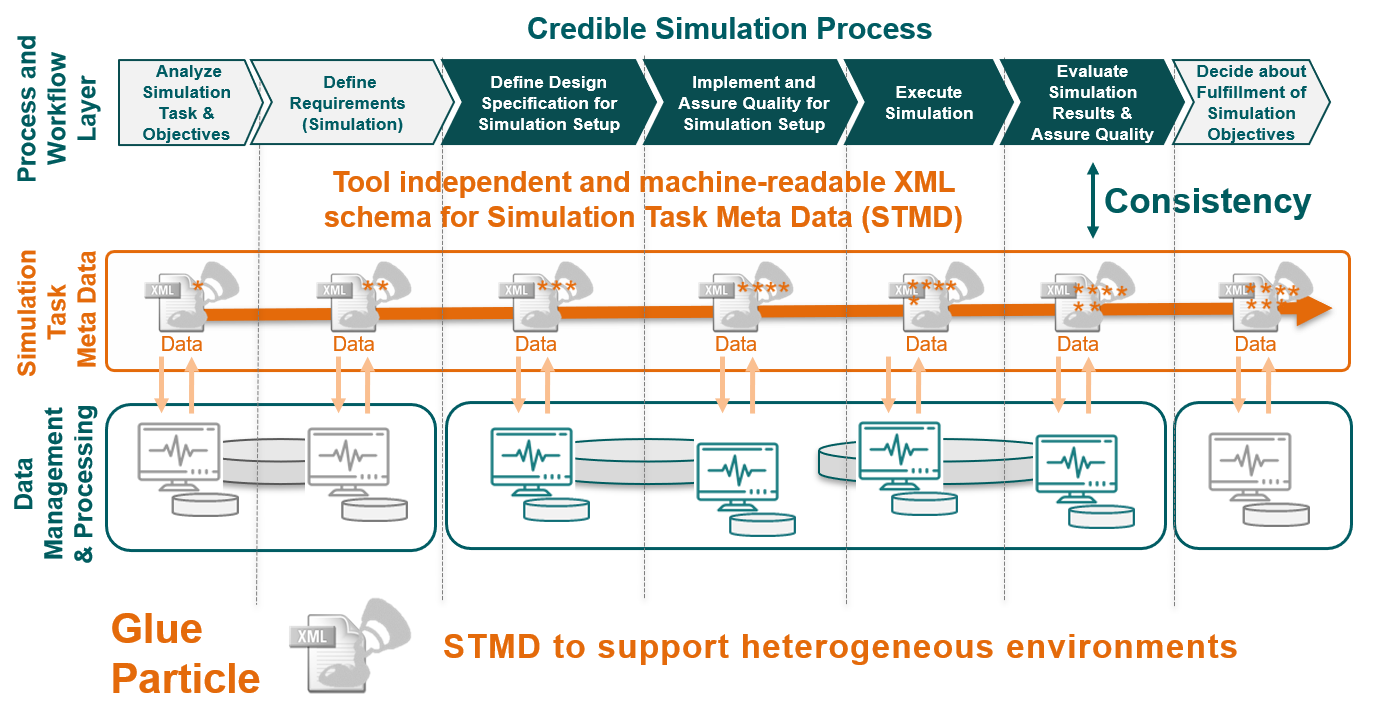 Credible Simulation Process
Process and
Workflow
Layer
Analyze
Simulation
Task &
Objectives
Define
Requirements
(Simulation)
Define Design
Specification for
Simulation Setup
Implement and
Assure Quality for
Simulation Setup
Execute
Simulation
Evaluate
Simulation
Results &
Assure Quality
Decide about
Fulfillment of
Simulation
Objectives
Tool independent and machine-readable XML
schema for Simulation Task Meta Data (STMD)
Consistency
Simulation
Task
Meta Data
XML *
Data
XML **
Data
XML ***
Data
XML ****
Data
XML ****
*
Data
XML ****
**
Data
XML ****
***
Data
Data
Management
& Processing
Glue
Particle
XML
STMD to support heterogeneous environments